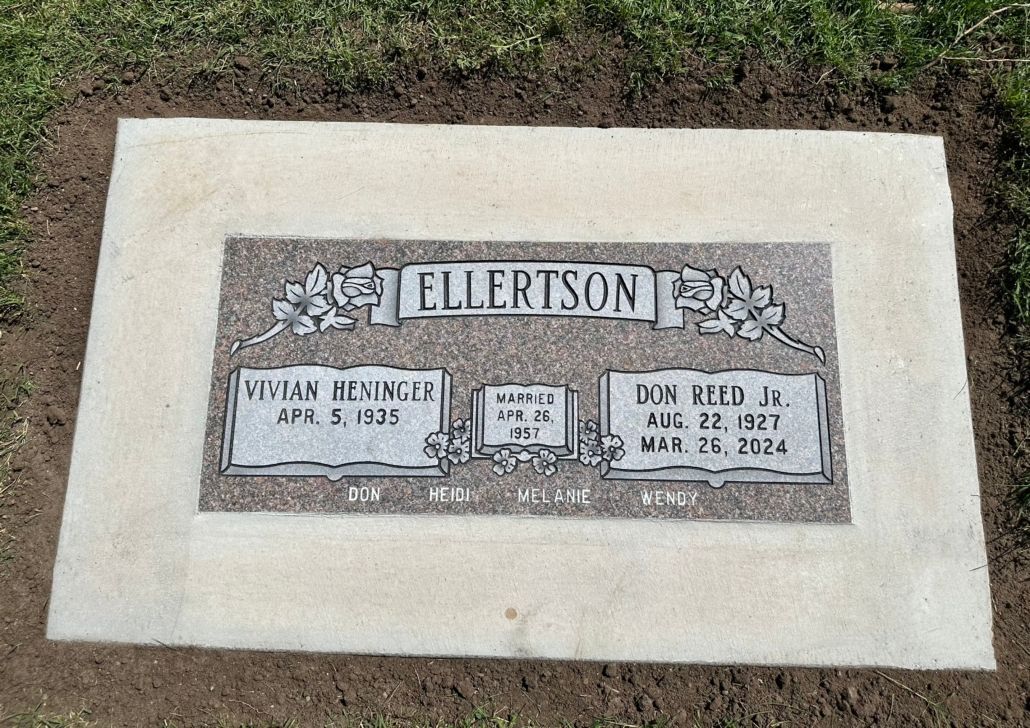 ELLERTSON
VIVIAN HENINGER
APR. 5, 1935
MARRIED
APR. 26,
1957
DON REED JR.
AUG. 22, 1927
MAR. 26, 2024
DON HEIDI MELANIE WENDY